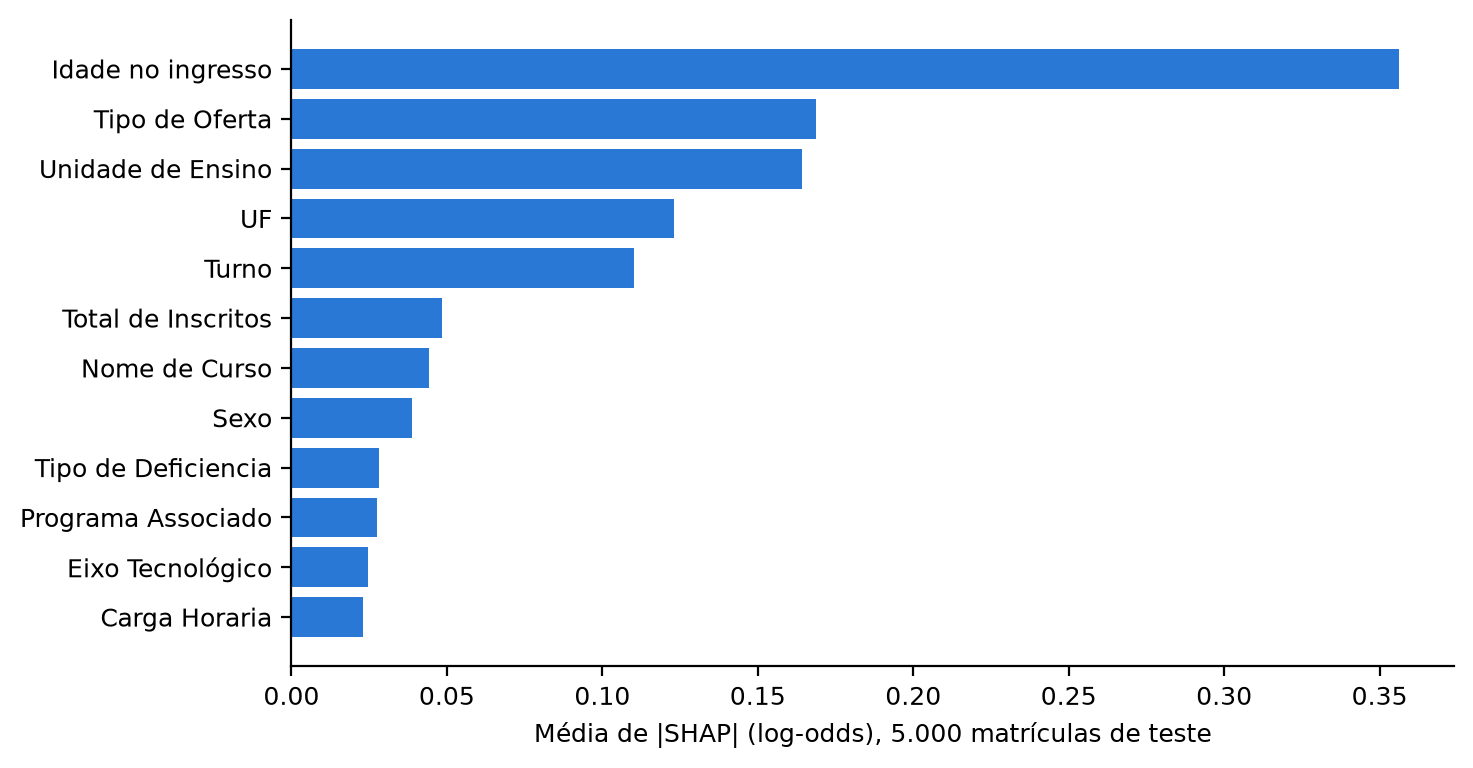 Idade no ingresso
Tipo de Oferta
Unidade de Ensino
UF
Turno
Total de Inscritos
Nome de Curso
Sexo
Tipo de Deficiencia
Programa Associado
Eixo Tecnológico
Carga Horaria
0.00 0.05 0.10 0.15 0.20 0.25 0.30 0.35
Média de |SHAP| (log-odds), 5.000 matrículas de teste